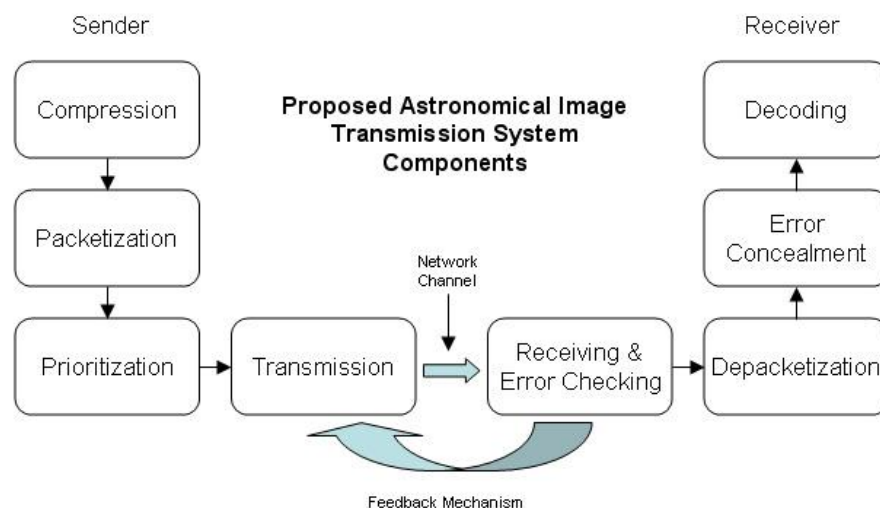 Sender
Receiver
Compression
Proposed Astronomical Image
Transmission System
Components
Decoding
Packetization
Error
Concealment
Network
Channel
Prioritization
Transmission
Receiving &
Error Checking
Depacketization
Feedback Mechanism